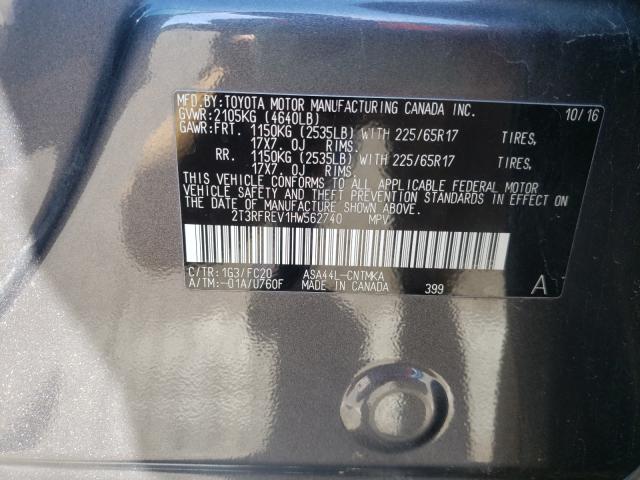 MFD.BY:TOYOTA MOTOR MANUFACTURING CANADA INC. 10/16
GVWR:2105KG (4640LB)
GAWR:FRT. 1150KG (2535LB) WITH 225/65R17 TIRES,
17X7.0J RIMS.
RR. 1150KG (2535LB) WITH 225/65R17 TIRES,
17X7.0J RIMS.
THIS VEHICLE CONFORMS TO ALL APPLICABLE FEDERAL MOTOR
VEHICLE SAFETY AND THEFT PREVENTION STANDARDS IN EFFECT ON
THE DATE OF MANUFACTURE SHOWN ABOVE.
2T3RFREV1HW562740 MPV
C/TR:1G3/FC20 ASA44L-CNTMKA
A/TM:-01A/U760F MADE IN CANADA 399 A